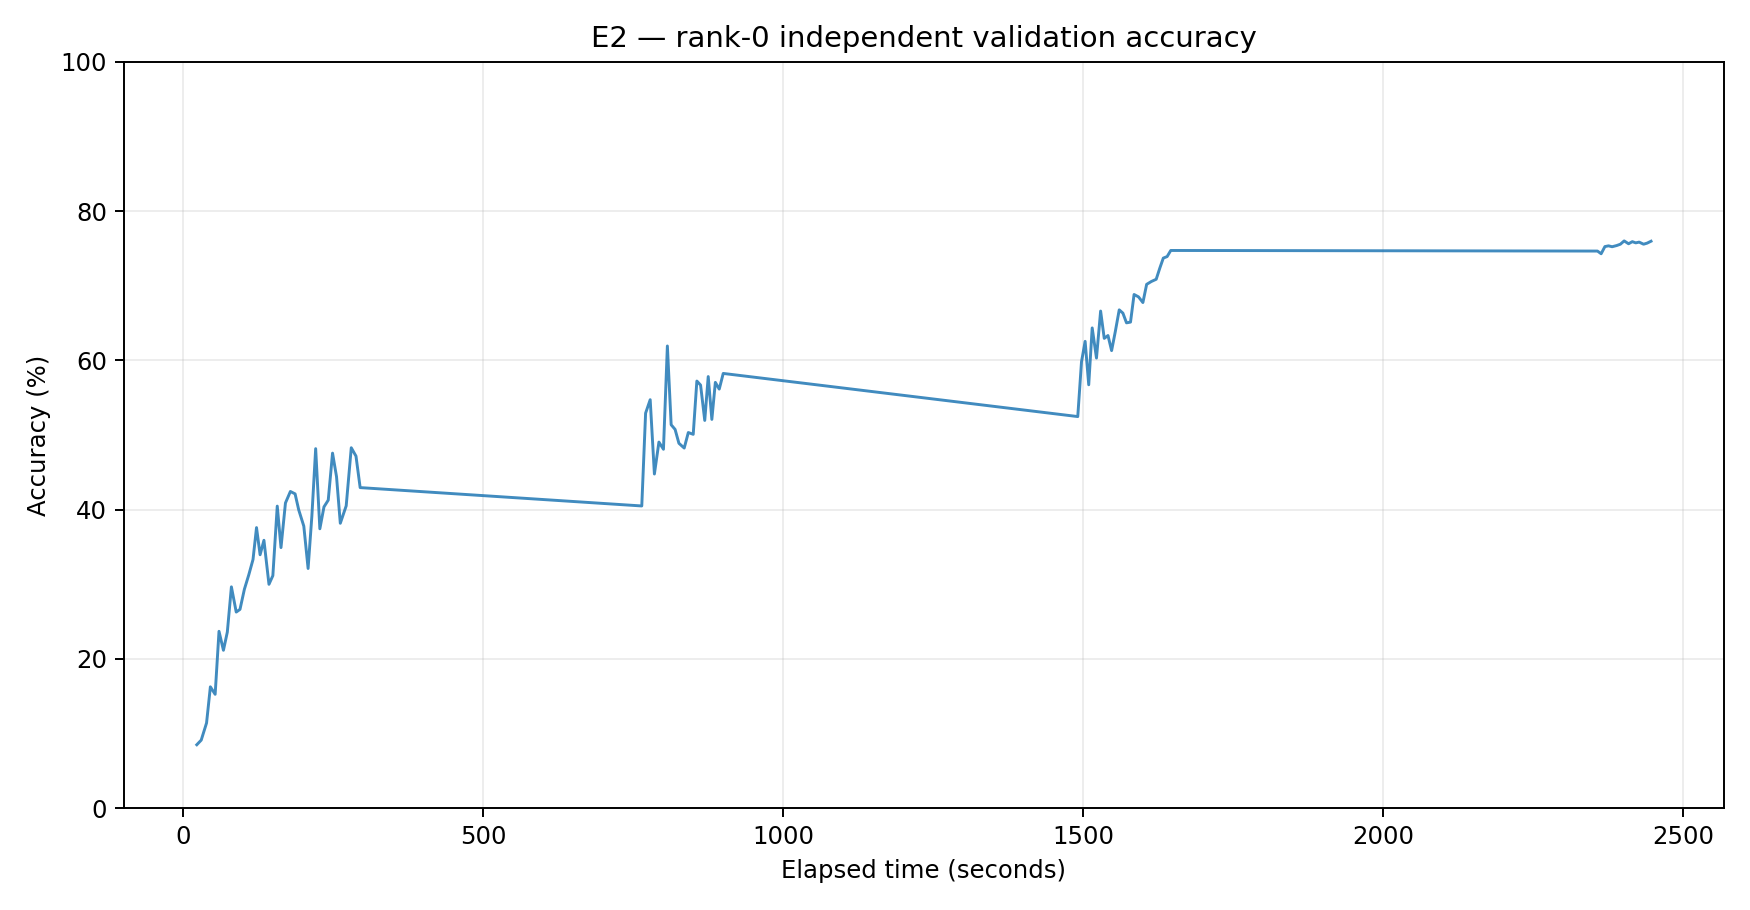 E2 — rank-0 independent validation accuracy
100
80
60
40
20
0
Accuracy (%)
0 500 1000 1500 2000 2500
Elapsed time (seconds)